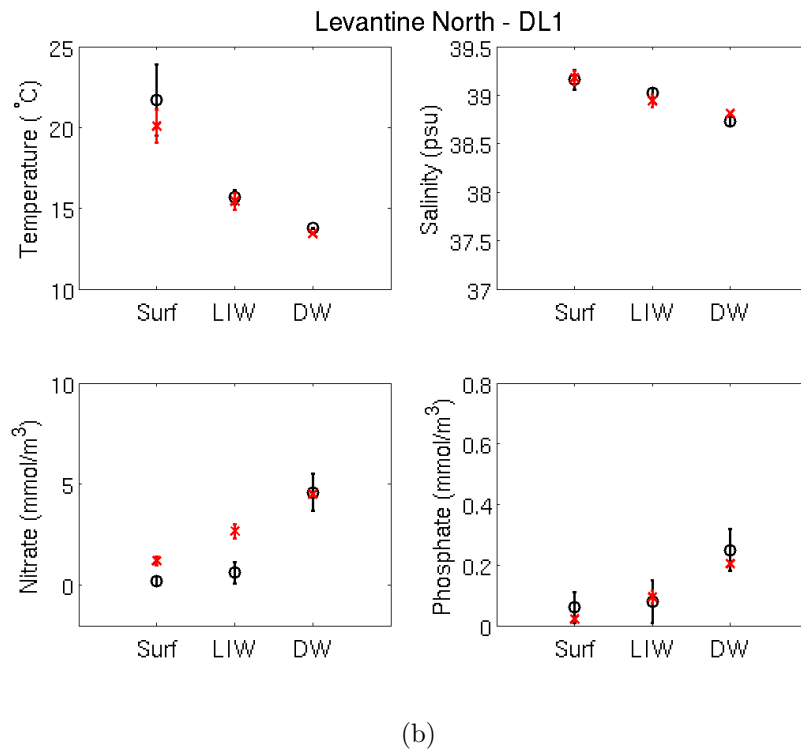 Levantine North - DL1
Temperature ( °C)
25
20
15
10
Surf LIW DW
Salinity (psu)
39.5
39
38.5
38
37.5
37
Surf LIW DW
Nitrate (mmol/m³)
10
5
0
Surf LIW DW
Phosphate (mmol/m³)
0.8
0.6
0.4
0.2
0
Surf LIW DW
(b)